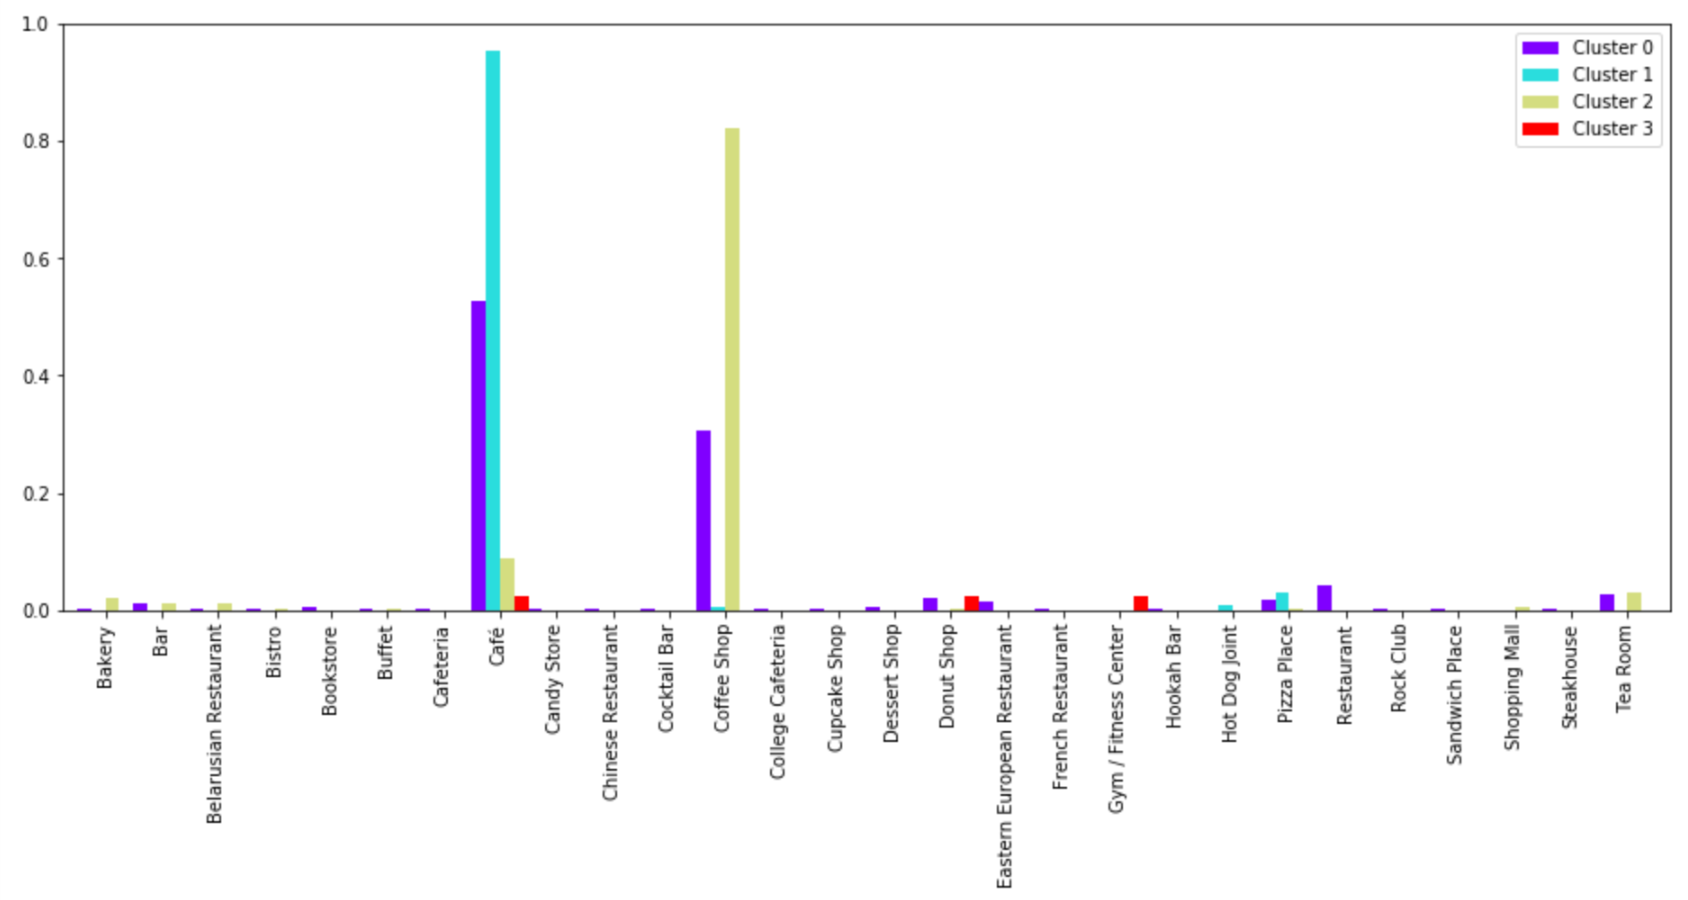 1.0
0.8
0.6
0.4
0.2
0.0
Cluster 0
Cluster 1
Cluster 2
Cluster 3
Bakery
Bar
Belarusian Restaurant
Bistro
Bookstore
Buffet
Cafeteria
Café
Candy Store
Chinese Restaurant
Cocktail Bar
Coffee Shop
College Cafeteria
Cupcake Shop
Dessert Shop
Donut Shop
Eastern European Restaurant
French Restaurant
Gym / Fitness Center
Hookah Bar
Hot Dog Joint
Pizza Place
Restaurant
Rock Club
Sandwich Place
Shopping Mall
Steakhouse
Tea Room